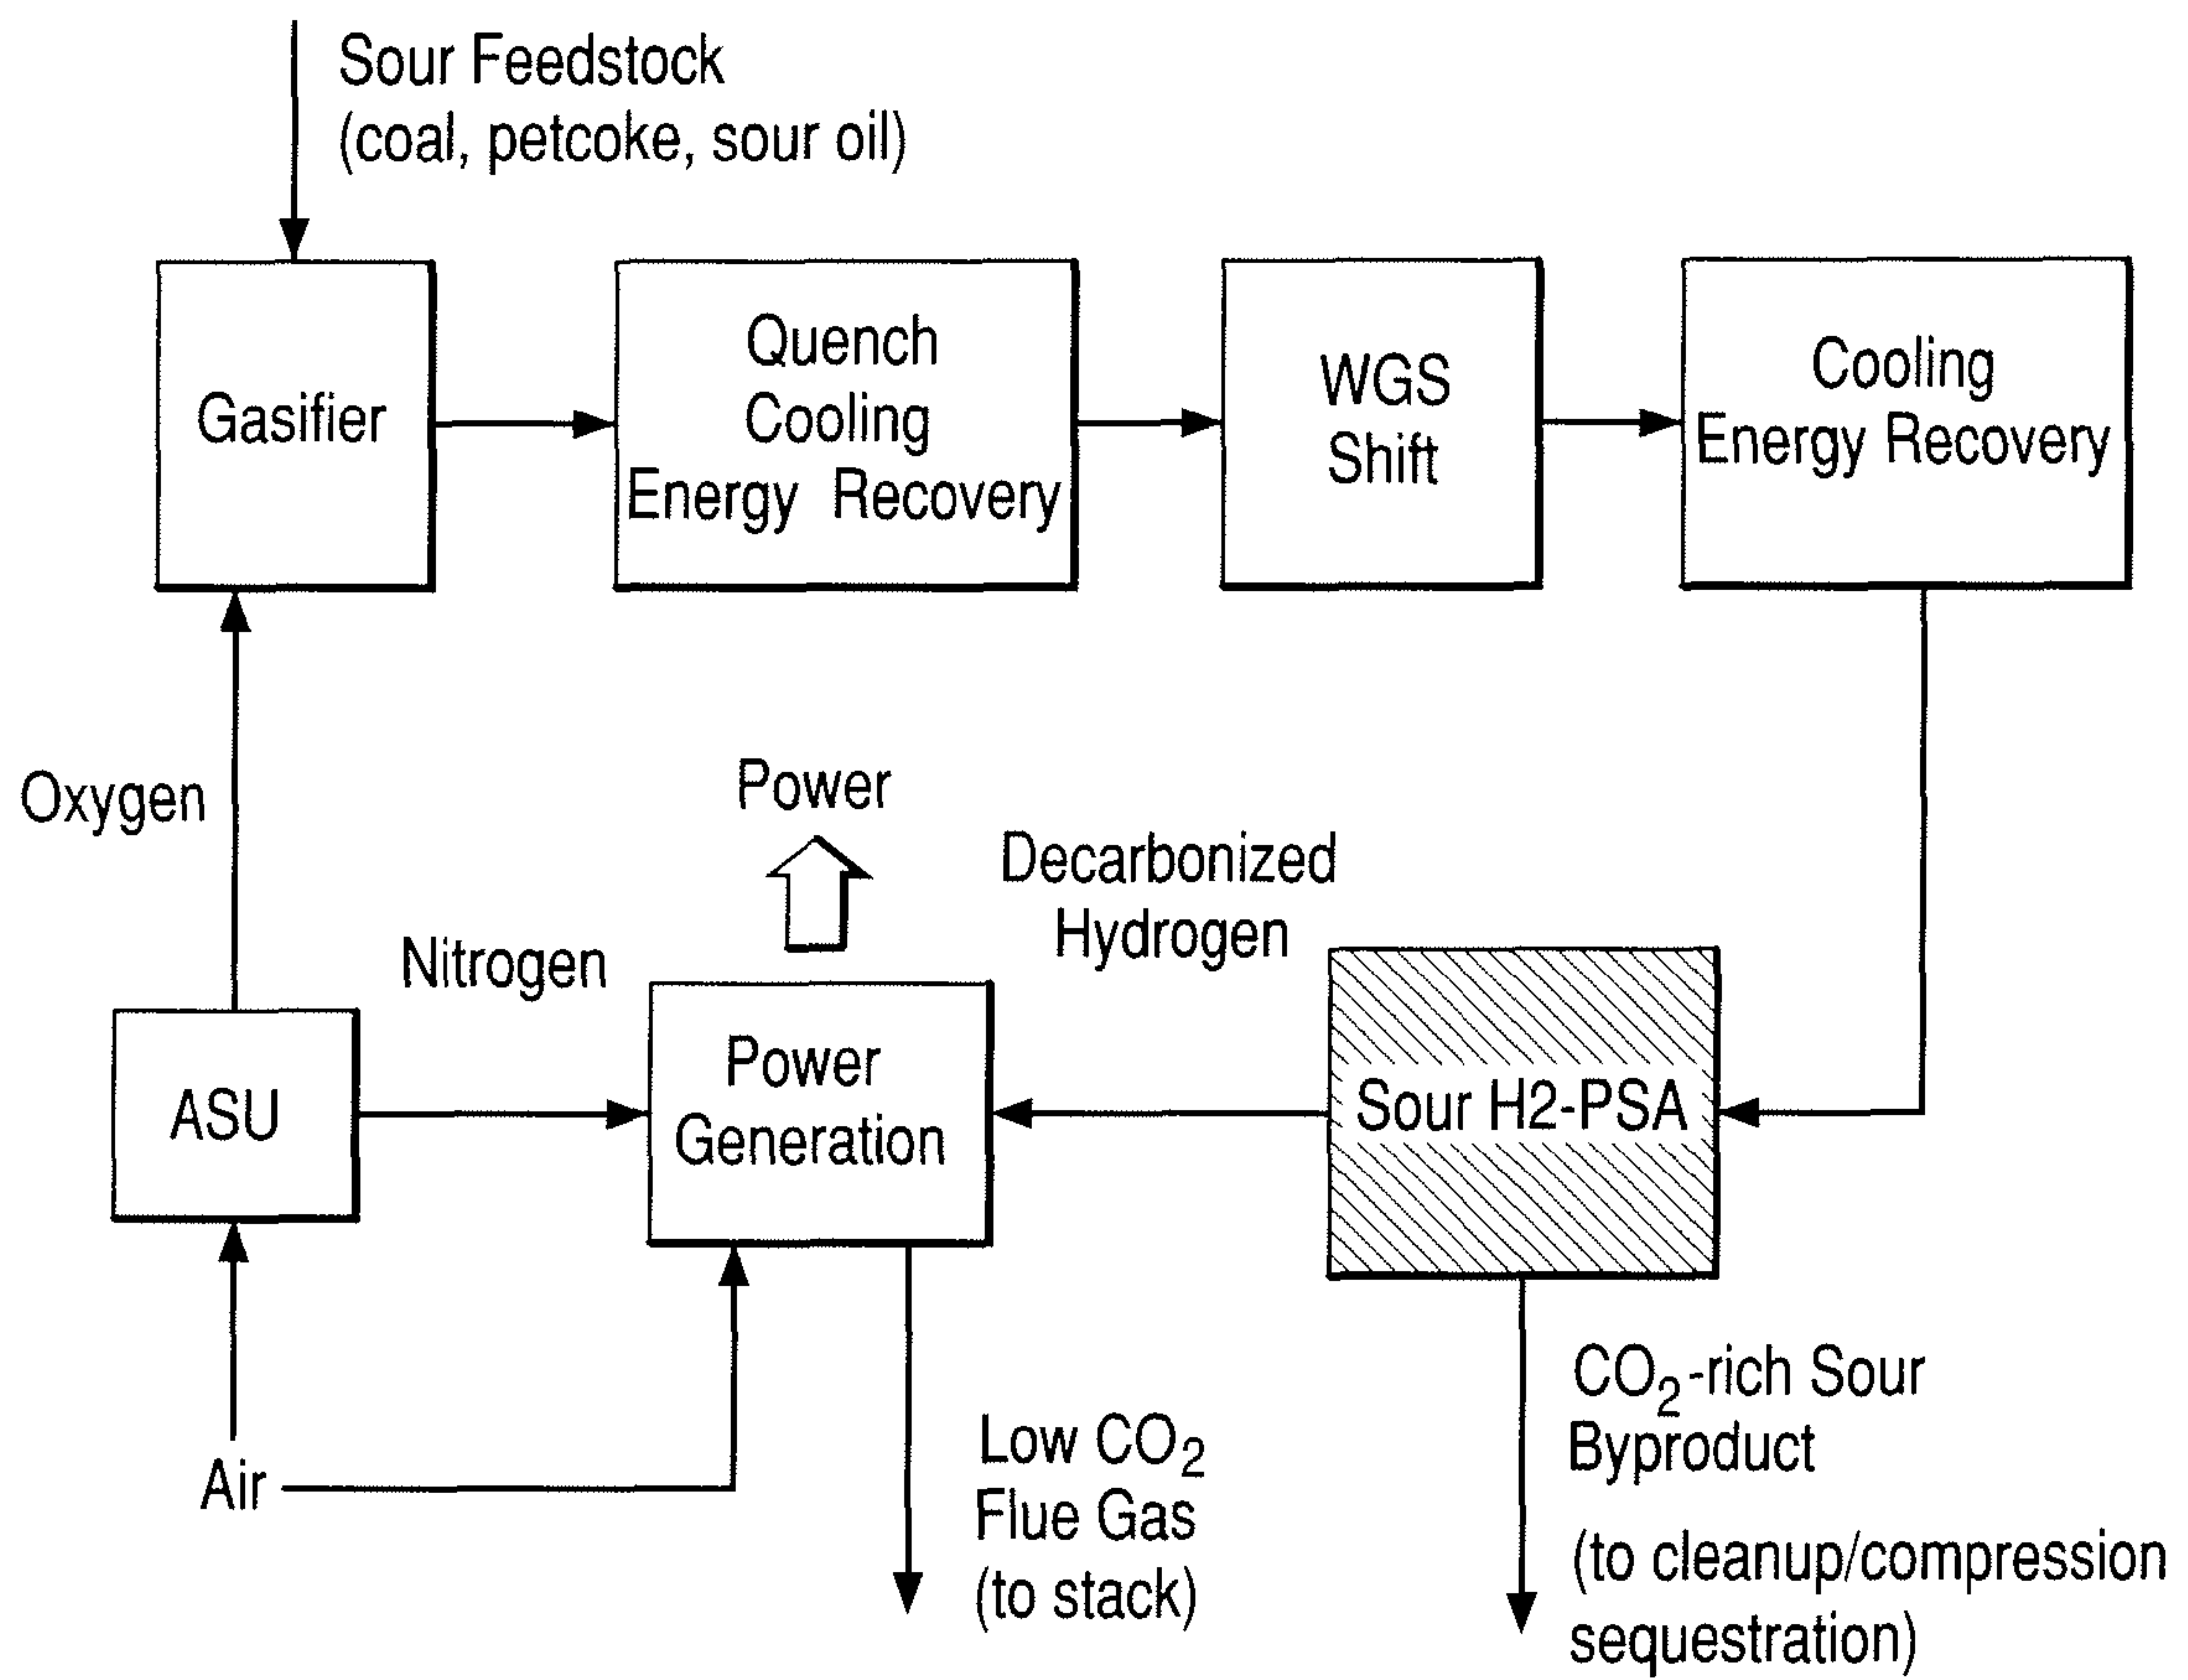 Sour Feedstock
(coal, petcoke, sour oil)
Gasifier
Quench
Cooling
Energy Recovery
WGS
Shift
Cooling
Energy Recovery
Oxygen
Power
Decarbonized
Hydrogen
Nitrogen
ASU
Power
Generation
Sour H2-PSA
Air
Low CO₂
Flue Gas
(to stack)
CO₂-rich Sour
Byproduct
(to cleanup/compression
sequestration)